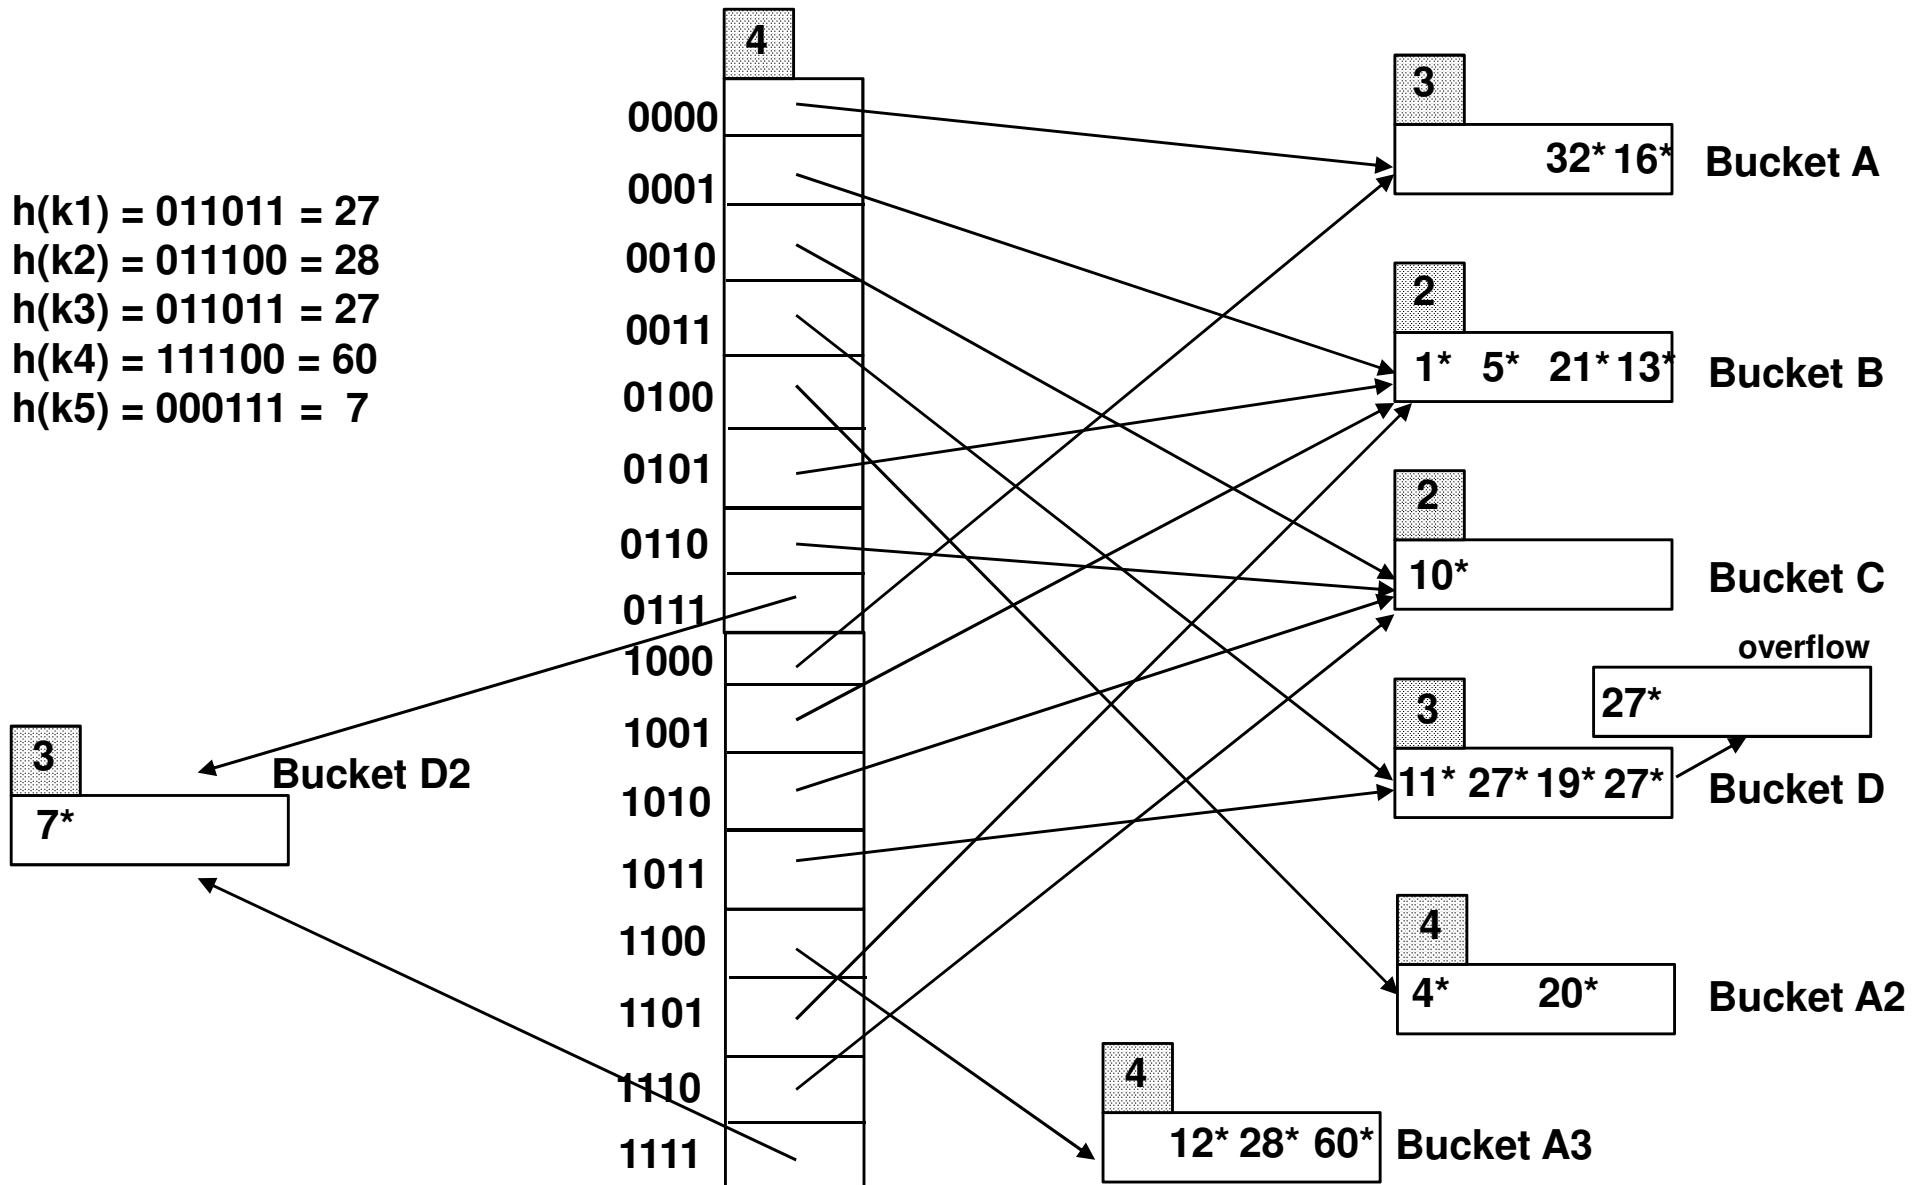 4
0000
0001
0010
0011
0100
0101
0110
0111
1000
1001
1010
1011
1100
1101
1110
1111
h(k1) = 011011 = 27
h(k2) = 011100 = 28
h(k3) = 011011 = 27
h(k4) = 111100 = 60
h(k5) = 000111 = 7
3
Bucket D2
7*
3
32* 16*
Bucket A
2
1* 5* 21* 13*
Bucket B
2
10*
Bucket C
overflow
27*
3
11* 27* 19* 27*
Bucket D
4
4* 20*
Bucket A2
4
12* 28* 60*
Bucket A3